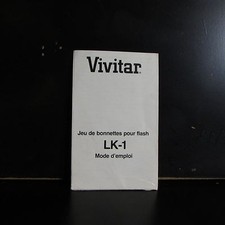 Vivitar
Jeu de bonnettes pour flash
LK-1
Mode d'emploi